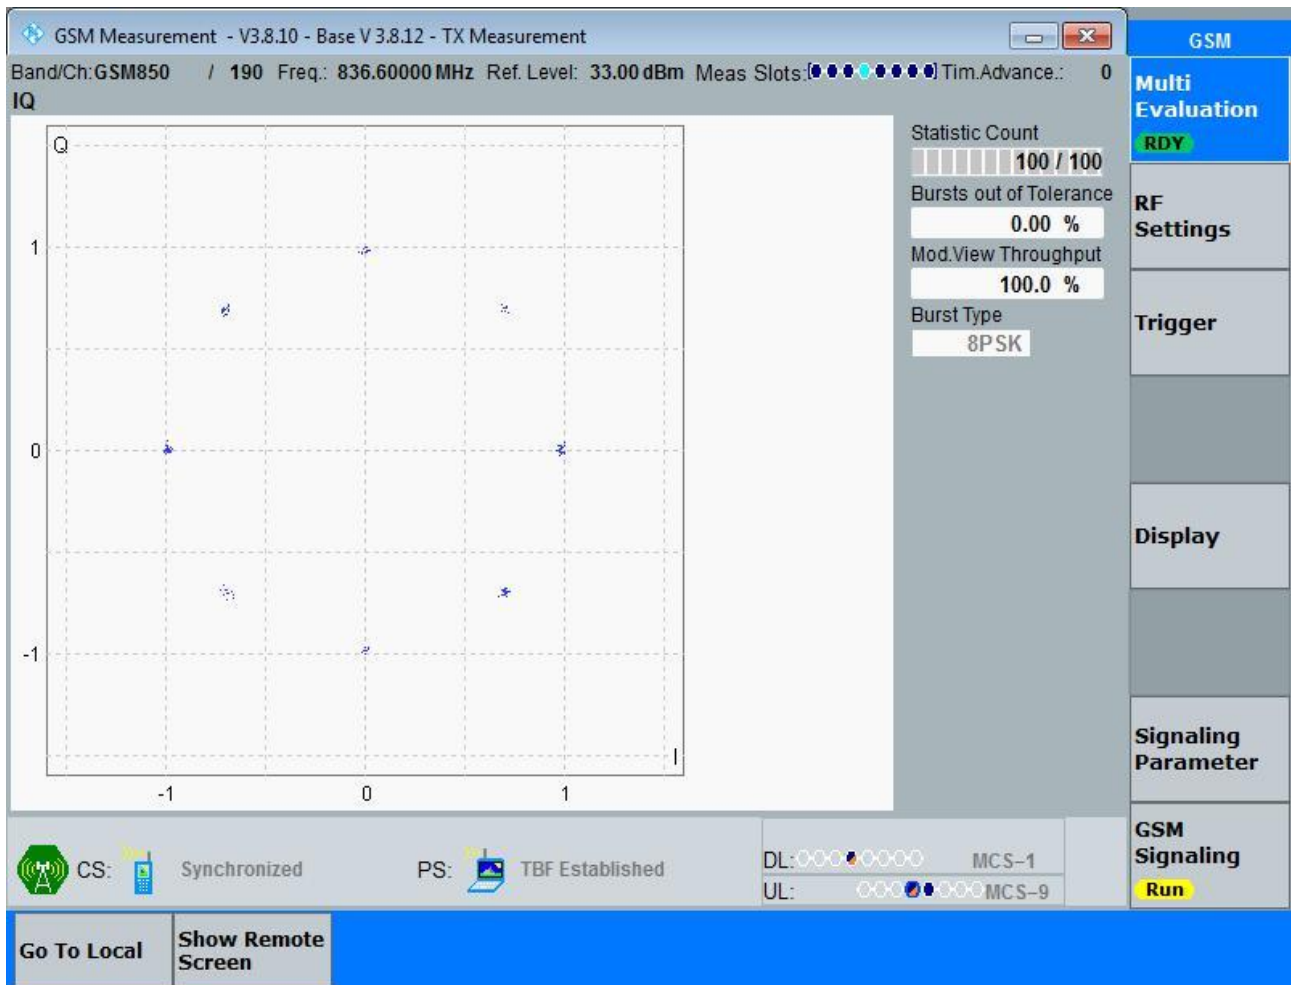 GSM Measurement - V3.8.10 - Base V 3.8.12 - TX Measurement
GSM
Band/Ch:GSM850 / 190 Freq.: 836.60000 MHz Ref. Level: 33.00 dBm Meas Slots: Tim.Advance.: 0
IQ
Multi
Evaluation
RDY
Q
Statistic Count
100 / 100
Bursts out of Tolerance
0.00 %
Mod.View Throughput
100.0 %
Burst Type
8PSK
RF
Settings
Trigger
Display
1
0
-1
I
-1 0 1
Signaling
Parameter
GSM
Signaling
Run
CS: Synchronized PS: TBF Established
DL: MCS-1
UL: MCS-9
Go To Local
Show Remote
Screen